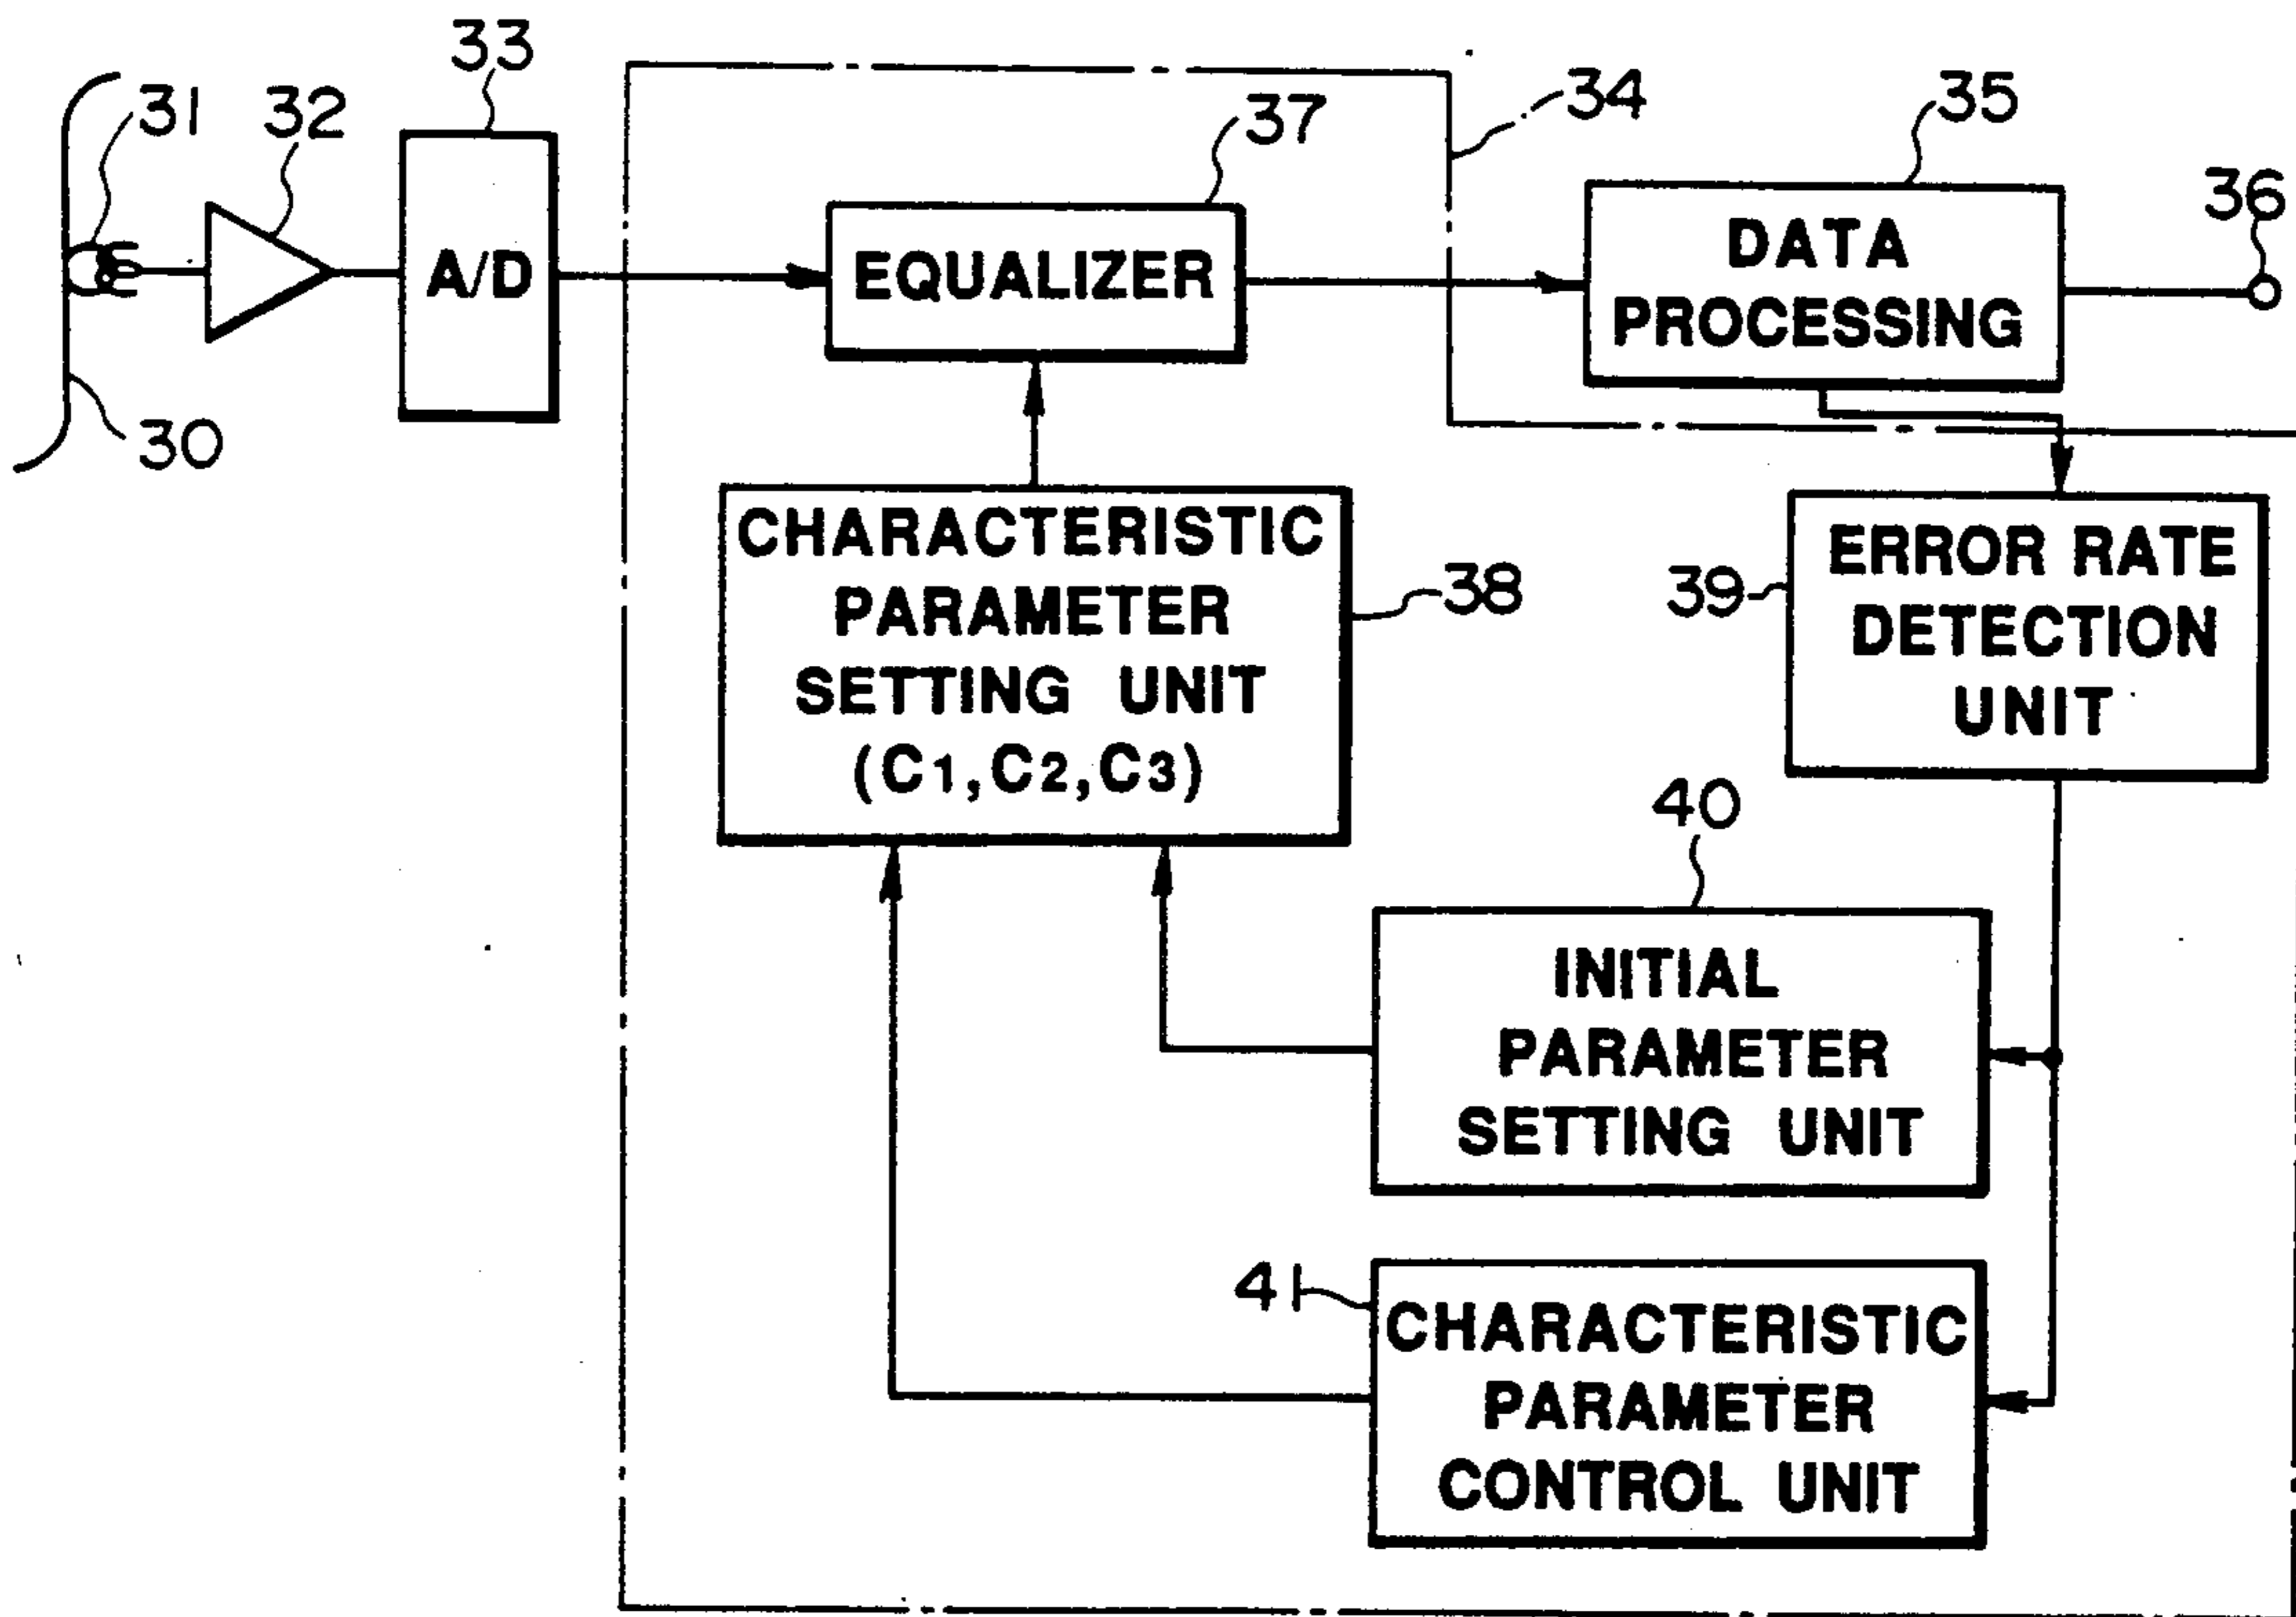 33
31
32
37
34
35
36
A/D
EQUALIZER
DATA
PROCESSING
30
CHARACTERISTIC
PARAMETER
SETTING UNIT
(C1,C2,C3)
38
39
ERROR RATE
DETECTION
UNIT
40
INITIAL
PARAMETER
SETTING UNIT
41
CHARACTERISTIC
PARAMETER
CONTROL UNIT